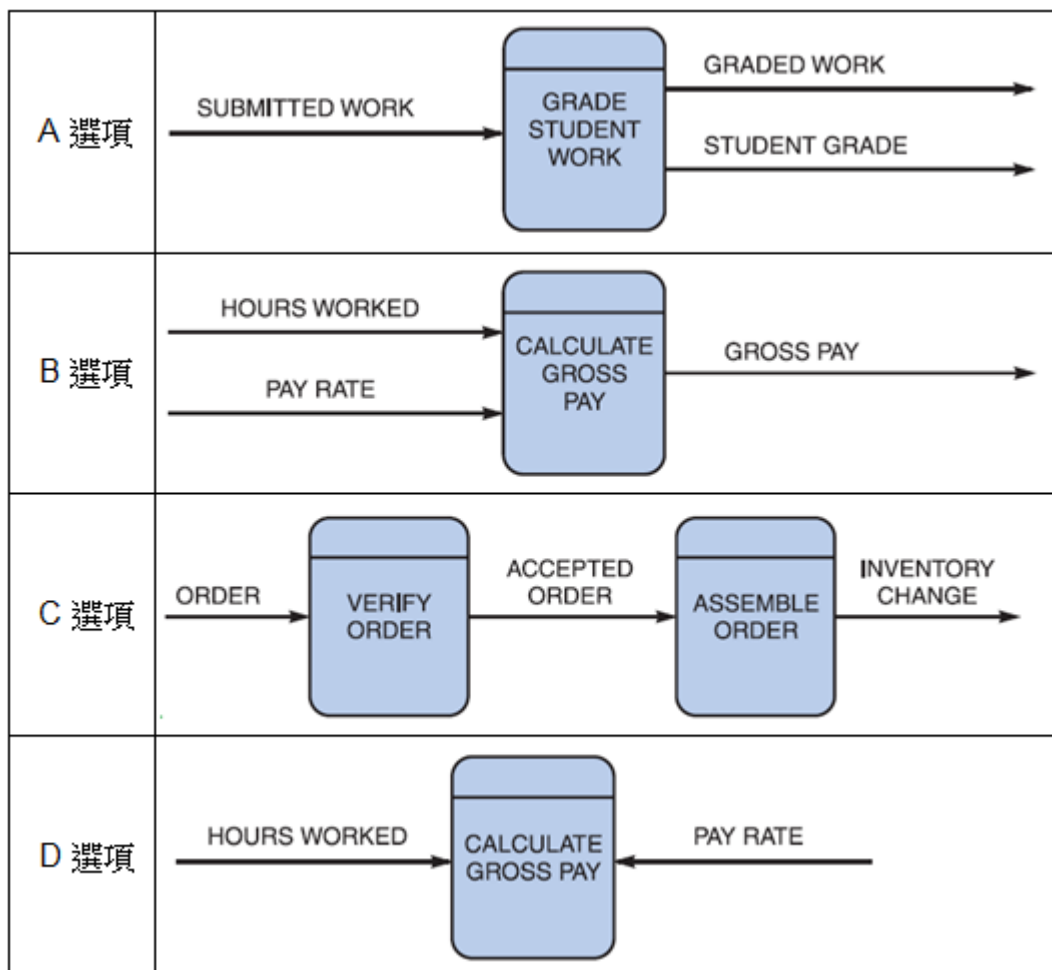 A 選項
SUBMITTED WORK
GRADE
STUDENT
WORK
GRADED WORK
STUDENT GRADE
B 選項
HOURS WORKED
PAY RATE
CALCULATE
GROSS
PAY
GROSS PAY
C 選項
ORDER
VERIFY
ORDER
ACCEPTED
ORDER
ASSEMBLE
ORDER
INVENTORY
CHANGE
D 選項
HOURS WORKED
CALCULATE
GROSS PAY
PAY RATE